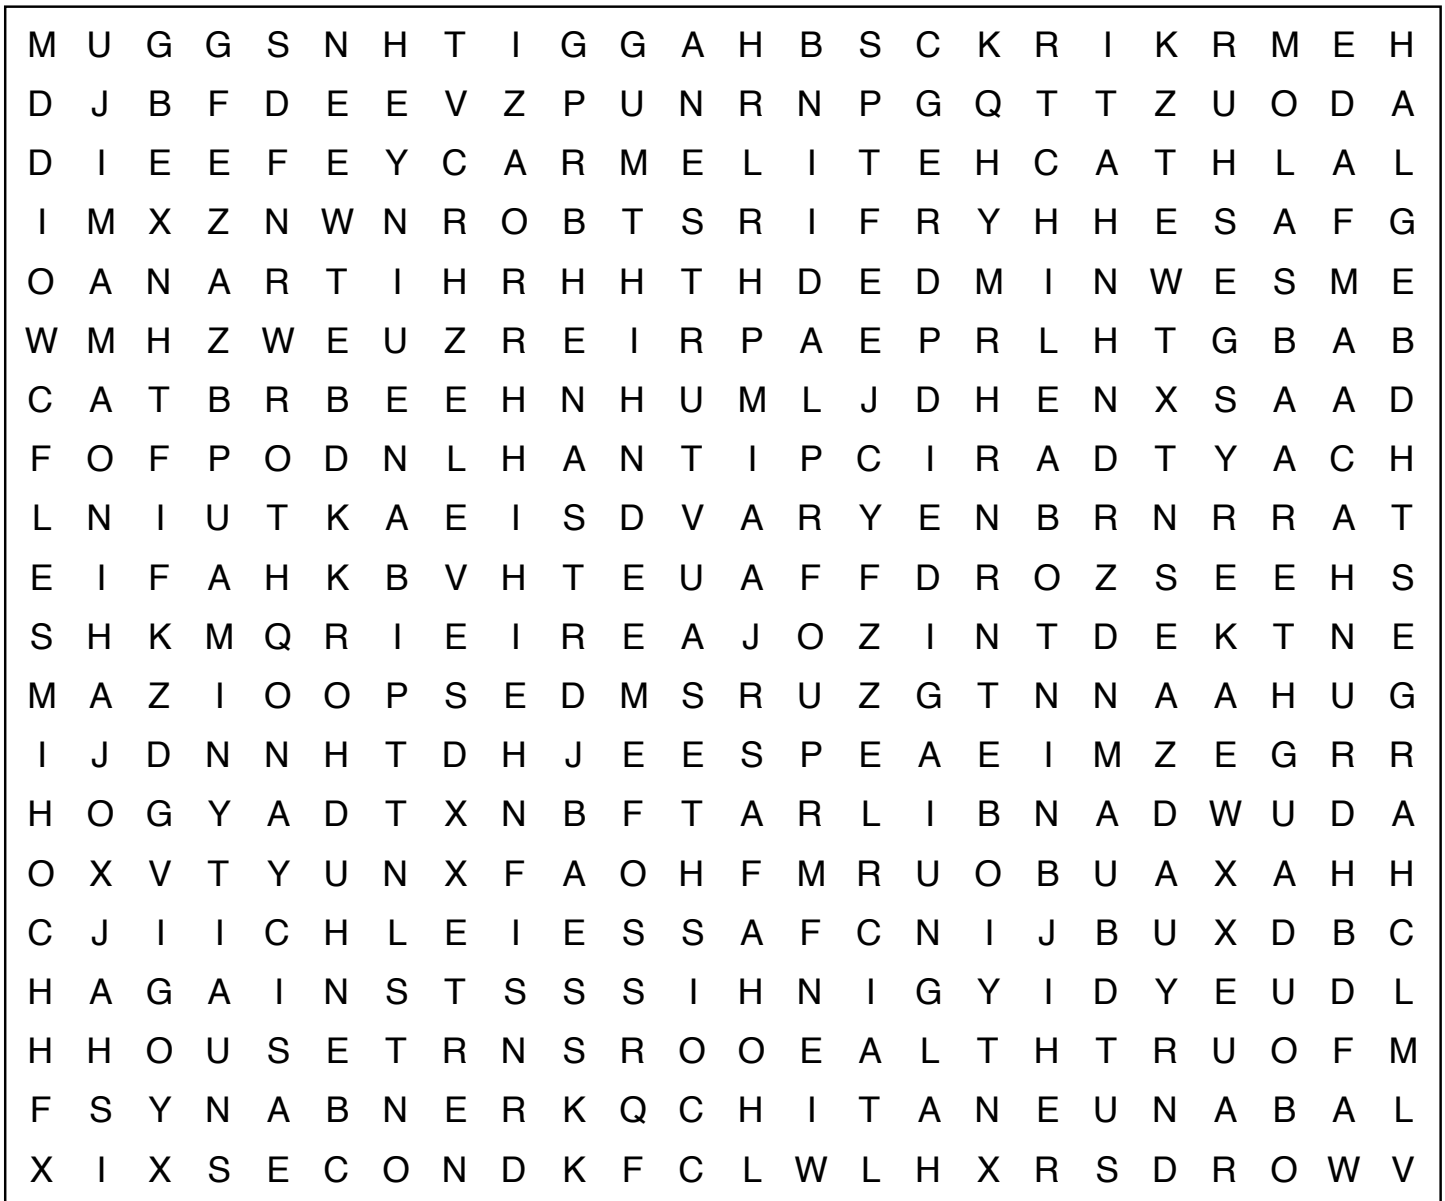 M U G G S N H T I G G A H B S C K R I K R M E H
D J B F D E E V Z P U N R N P G Q T T Z U O D A
D I E E F E Y C A R M E L I T E H C A T H L A L
I M X Z N W N R O B T S R I F R Y H H E S A F G
O A N A R T I H R H H T H D E D M I N W E S M E
W M H Z W E U Z R E I R P A E P R L H T G B A B
C A T B R B E E H N H U M L J D H E N X S A A D
F O F P O D N L H A N T I P C I R A D T Y A C H
L N I U T K A E I S D V A R Y E N B R N R R A T
E I F A H K B V H T E U A F F D R O Z S E E H S
S H K M Q R I E I R E A J O Z I N T D E K T N E
M A Z I O O P S E D M S R U Z G T N N A A H U G
I J D N N H T D H J E E S P E A E I M Z E G R R
H O G Y A D T X N B F T A R L I B N A D W U D A
O X V T Y U N X F A O H F M R U O B U A X A H H
C J I I C H L E I E S S A F C N I J B U X D B C
H A G A I N S T S S S I H N I G Y I D Y E U D L
H H O U S E T R N S R O O E A L T H T R U O F M
F S Y N A B N E R K Q C H I T A N E U N A B A L
X I X S E C O N D K F C L W L H X R S D R O W V